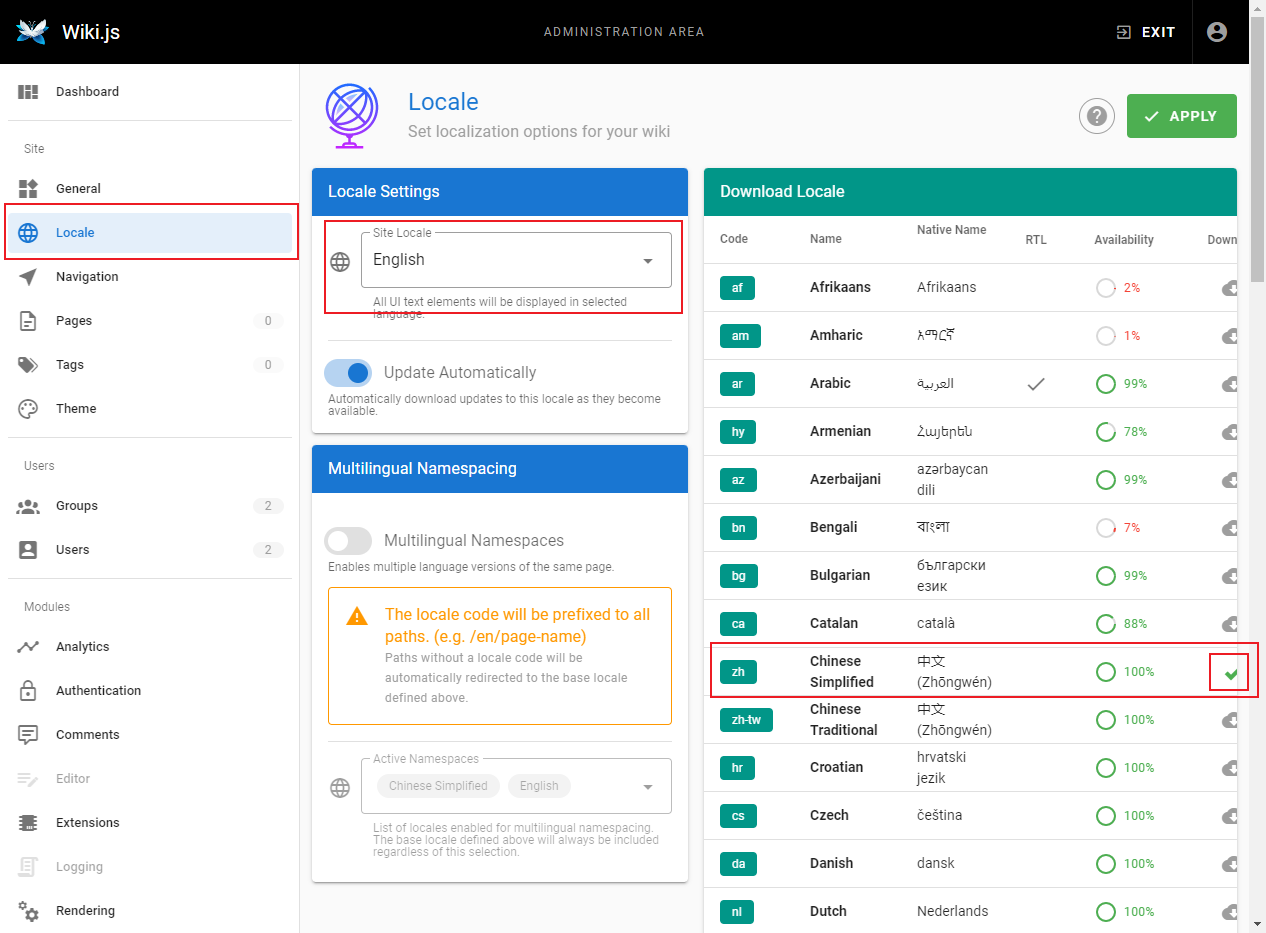 Wiki.js
ADMINISTRATION AREA
EXIT
Dashboard
Site
General
Locale
Navigation
Pages 0
Tags 0
Theme
Users
Groups 2
Users 2
Modules
Analytics
Authentication
Comments
Editor
Extensions
Logging
Rendering
Locale
Set localization options for your wiki
APPLY
Locale Settings
Site Locale
English
All UI text elements will be displayed in selected
language.
Update Automatically
Automatically download updates to this locale as they become
available.
Multilingual Namespacing
Multilingual Namespaces
Enables multiple language versions of the same page.
The locale code will be prefixed to all
paths. (e.g. /en/page-name)
Paths without a locale code will be
automatically redirected to the base locale
defined above.
Active Namespaces
Chinese Simplified English
List of locales enabled for multilingual namespacing.
The base locale defined above will always be included
regardless of this selection.
Download Locale
Code Name Native Name RTL Availability Down
af Afrikaans Afrikaans 2%
am Amharic አማርኛ 1%
ar Arabic العربية 99%
hy Armenian Հայերեն 78%
az Azerbaijani azərbaycan
dili 99%
bn Bengali বাংলা 7%
bg Bulgarian български
език 99%
ca Catalan català 88%
zh Chinese
Simplified 中文
(Zhōngwén) 100%
zh-tw Chinese
Traditional 中文
(Zhōngwén) 100%
hr Croatian hrvatski
jezik 100%
cs Czech čeština 100%
da Danish dansk 100%
nl Dutch Nederlands 100%